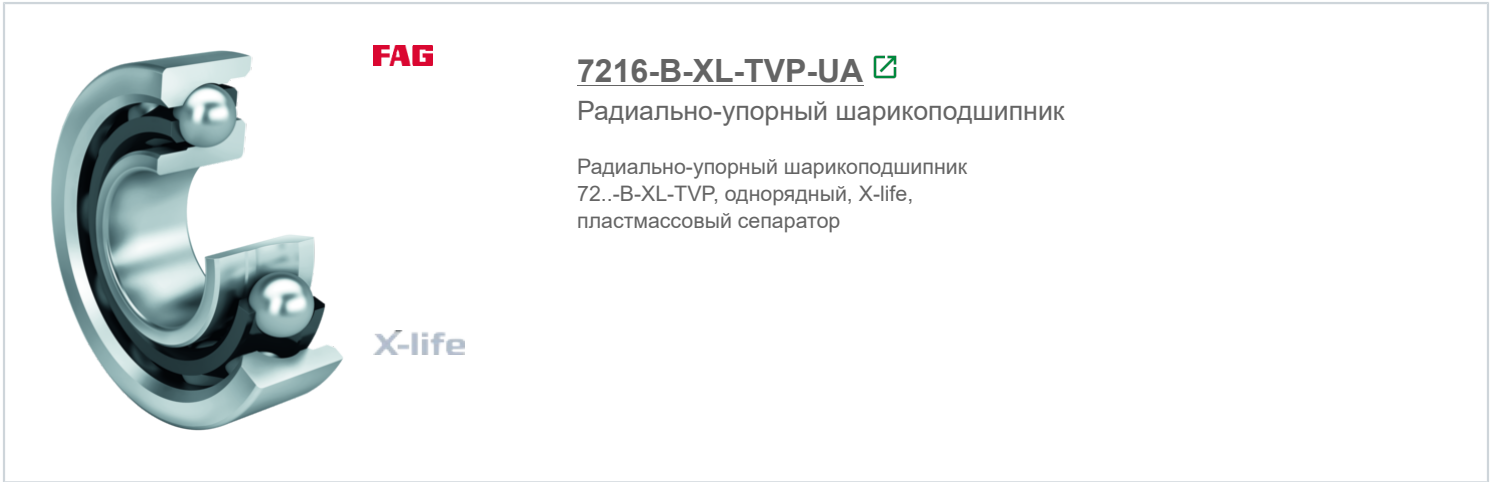 FAG
7216-B-XL-TVP-UA
Радиально-упорный шарикоподшипник
Радиально-упорный шарикоподшипник
72..-B-XL-TVP, однорядный, X-life,
пластмассовый сепаратор
X-life